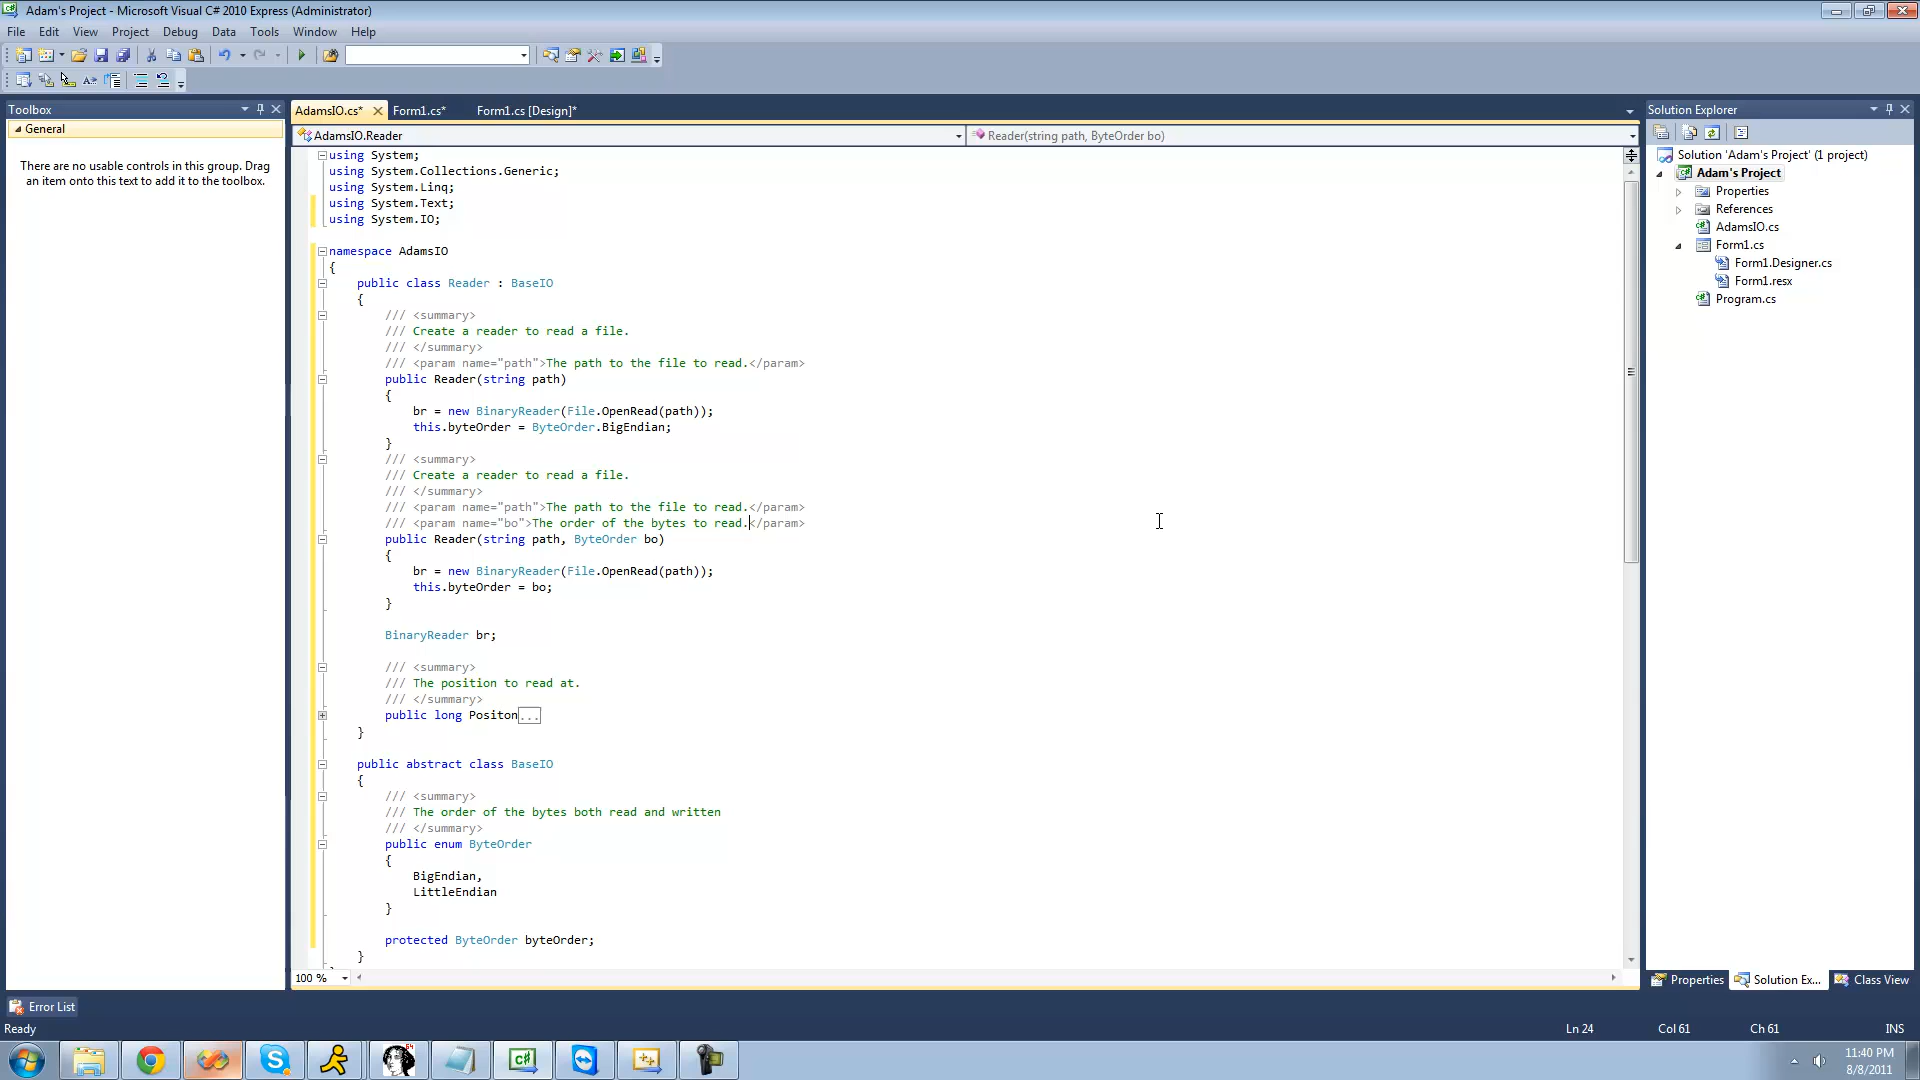 Adam's Project - Microsoft Visual C# 2010 Express (Administrator)
File Edit View Project Debug Data Tools Window Help
Toolbox
General
There are no usable controls in this group. Drag
an item onto this text to add it to the toolbox.
AdamsIO.cs* Form1.cs* Form1.cs [Design]*
AdamsIO.Reader Reader(string path, ByteOrder bo)
using System;
using System.Collections.Generic;
using System.Linq;
using System.Text;
using System.IO;
namespace AdamsIO
{
public class Reader : BaseIO
{
/// <summary>
/// Create a reader to read a file.
/// </summary>
/// <param name="path">The path to the file to read.</param>
public Reader(string path)
{
br = new BinaryReader(File.OpenRead(path));
this.byteOrder = ByteOrder.BigEndian;
}
/// <summary>
/// Create a reader to read a file.
/// </summary>
/// <param name="path">The path to the file to read.</param>
/// <param name="bo">The order of the bytes to read.</param>
public Reader(string path, ByteOrder bo)
{
br = new BinaryReader(File.OpenRead(path));
this.byteOrder = bo;
}
BinaryReader br;
/// <summary>
/// The position to read at.
/// </summary>
public long Positon...
}
public abstract class BaseIO
{
/// <summary>
/// The order of the bytes both read and written
/// </summary>
public enum ByteOrder
{
BigEndian,
LittleEndian
}
protected ByteOrder byteOrder;
}
100 %
Solution Explorer
Solution 'Adam's Project' (1 project)
Adam's Project
Properties
References
AdamsIO.cs
Form1.cs
Form1.Designer.cs
Form1.resx
Program.cs
Properties Solution Ex... Class View
Error List
Ready Ln 24 Col 61 Ch 61 INS
11:40 PM
8/8/2011